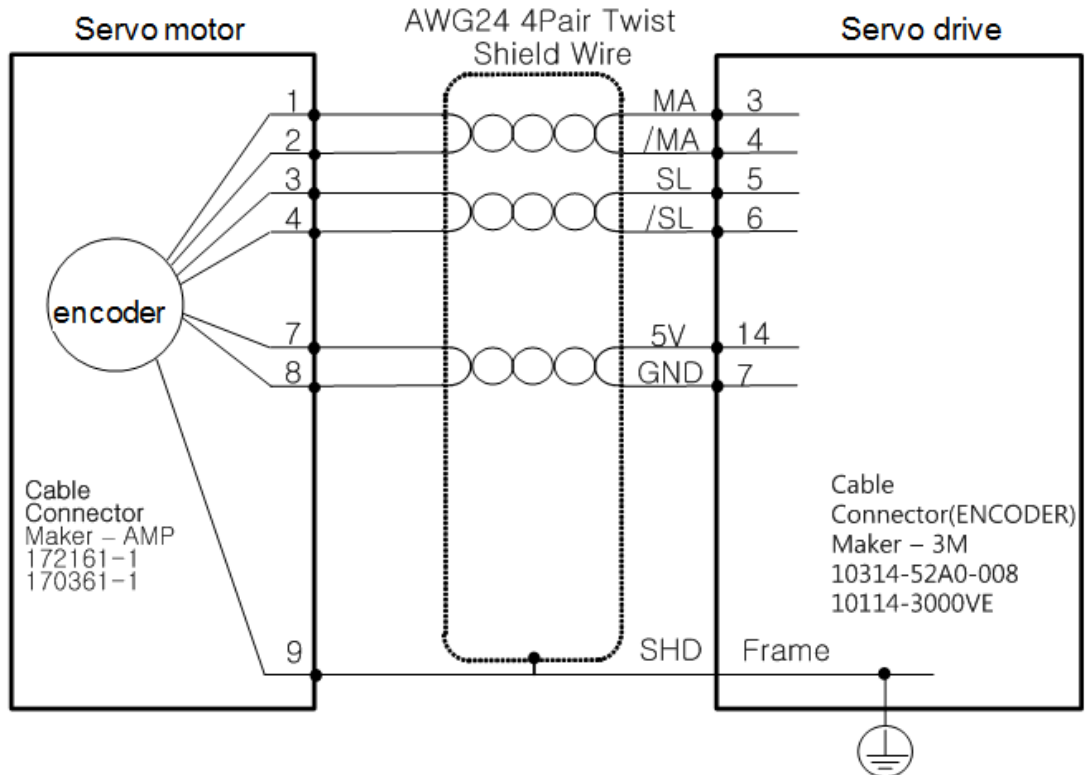 Servo motor
AWG24 4Pair Twist
Shield Wire
Servo drive
1 MA 3
2 /MA 4
3 SL 5
4 /SL 6
encoder
7 5V 14
8 GND 7
Cable
Connector
Maker – AMP
172161-1
170361-1
Cable
Connector(ENCODER)
Maker – 3M
10314-52A0-008
10114-3000VE
9 SHD Frame